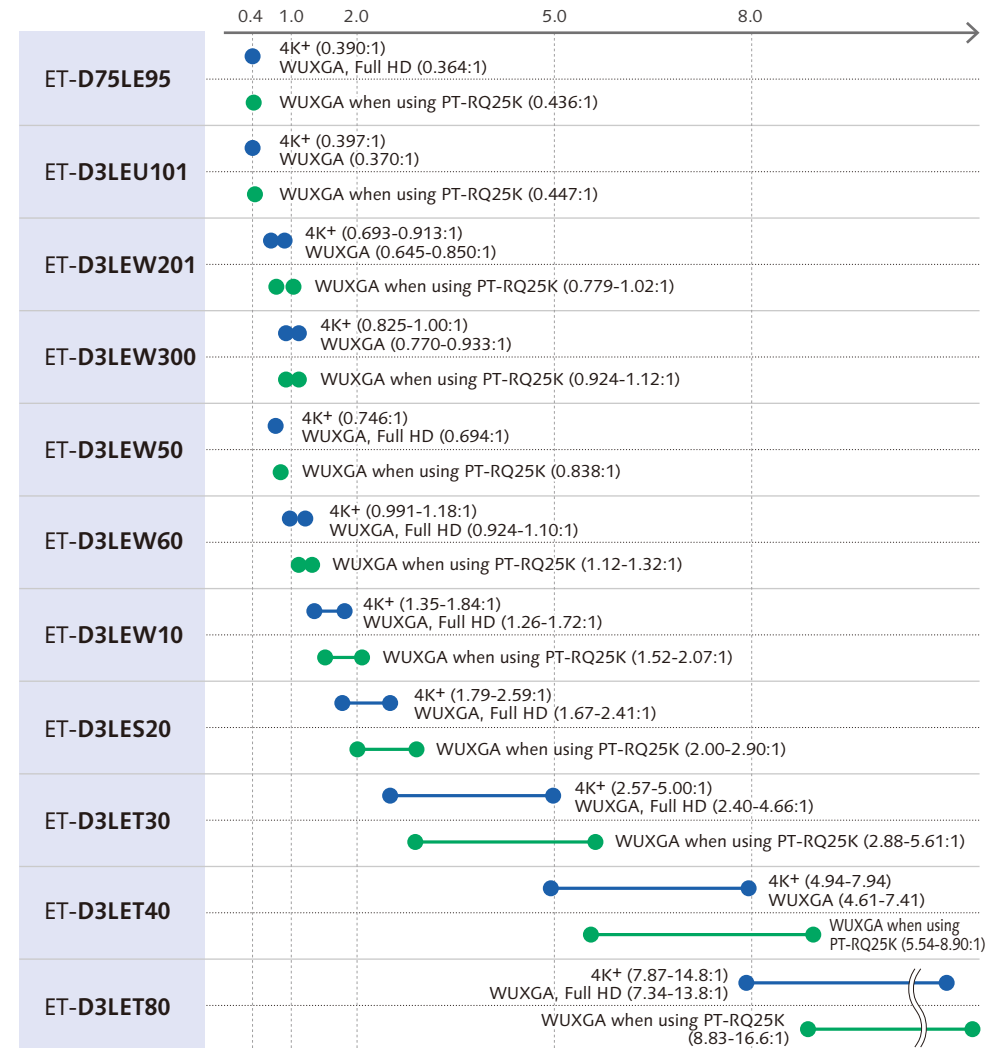 0.4 1.0 2.0 5.0 8.0
ET-D75LE95
4K+ (0.390:1)
WUXGA, Full HD (0.364:1)
WUXGA when using PT-RQ25K (0.436:1)
ET-D3LEU101
4K+ (0.397:1)
WUXGA (0.370:1)
WUXGA when using PT-RQ25K (0.447:1)
ET-D3LEW201
4K+ (0.693-0.913:1)
WUXGA (0.645-0.850:1)
WUXGA when using PT-RQ25K (0.779-1.02:1)
ET-D3LEW300
4K+ (0.825-1.00:1)
WUXGA (0.770-0.933:1)
WUXGA when using PT-RQ25K (0.924-1.12:1)
ET-D3LEW50
4K+ (0.746:1)
WUXGA, Full HD (0.694:1)
WUXGA when using PT-RQ25K (0.838:1)
ET-D3LEW60
4K+ (0.991-1.18:1)
WUXGA, Full HD (0.924-1.10:1)
WUXGA when using PT-RQ25K (1.12-1.32:1)
ET-D3LEW10
4K+ (1.35-1.84:1)
WUXGA, Full HD (1.26-1.72:1)
WUXGA when using PT-RQ25K (1.52-2.07:1)
ET-D3LES20
4K+ (1.79-2.59:1)
WUXGA, Full HD (1.67-2.41:1)
WUXGA when using PT-RQ25K (2.00-2.90:1)
ET-D3LET30
4K+ (2.57-5.00:1)
WUXGA, Full HD (2.40-4.66:1)
WUXGA when using PT-RQ25K (2.88-5.61:1)
ET-D3LET40
4K+ (4.94-7.94)
WUXGA (4.61-7.41)
WUXGA when using
PT-RQ25K (5.54-8.90:1)
ET-D3LET80
4K+ (7.87-14.8:1)
WUXGA, Full HD (7.34-13.8:1)
WUXGA when using PT-RQ25K
(8.83-16.6:1)